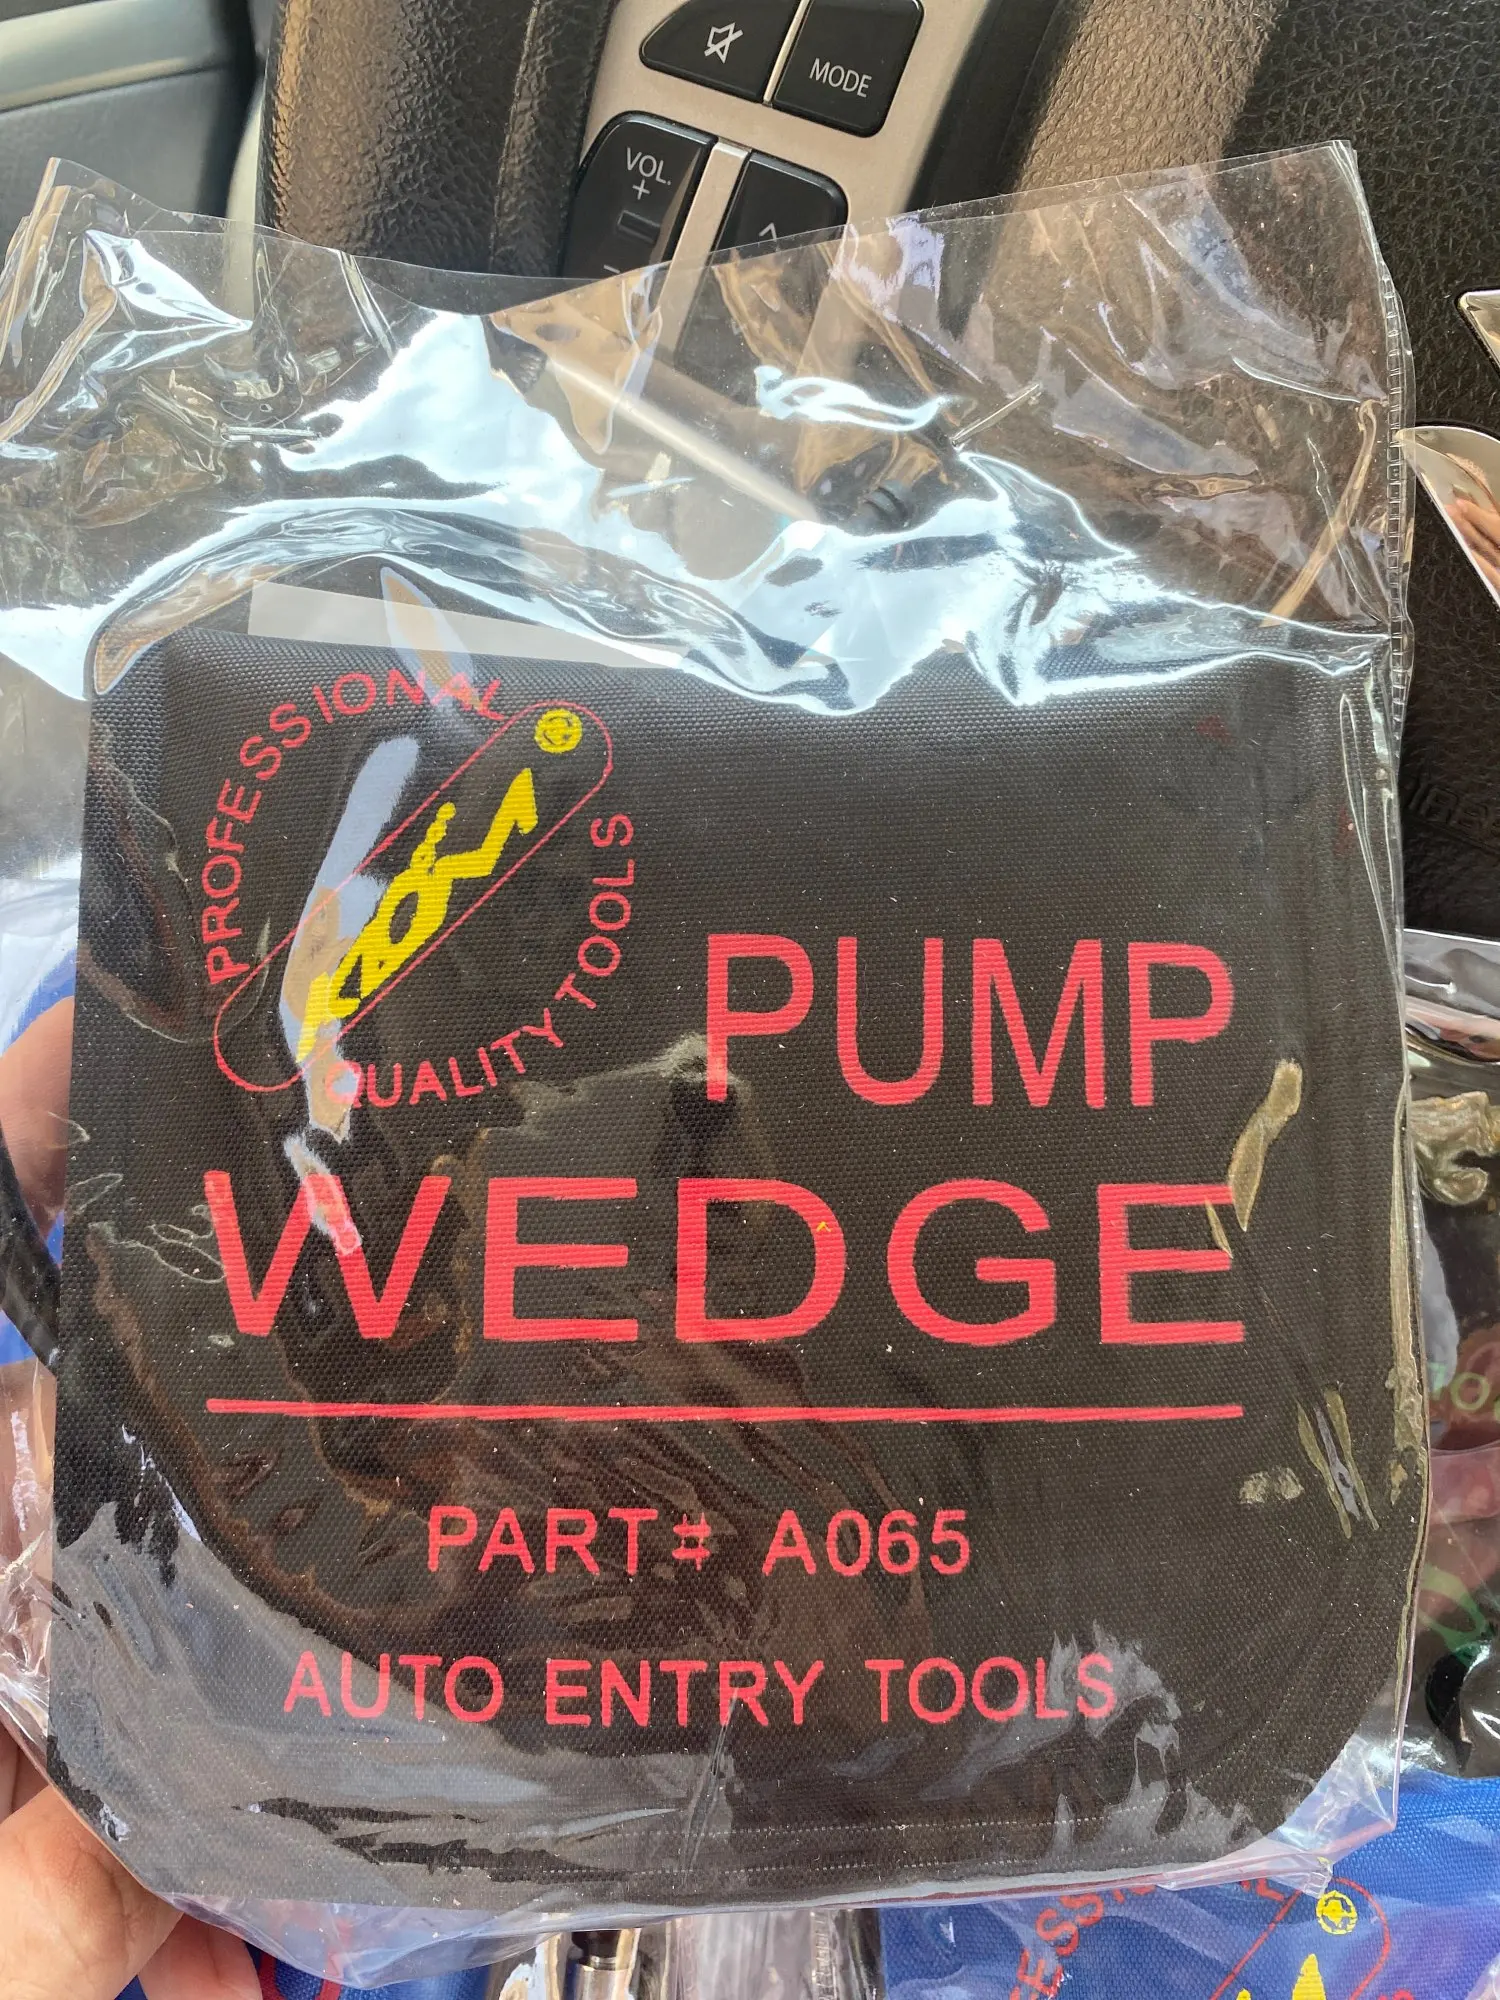 MODE
VOL.
+
PROFESSIONAL
QUALITY TOOLS
PUMP
WEDGE
PART# A065
AUTO ENTRY TOOLS